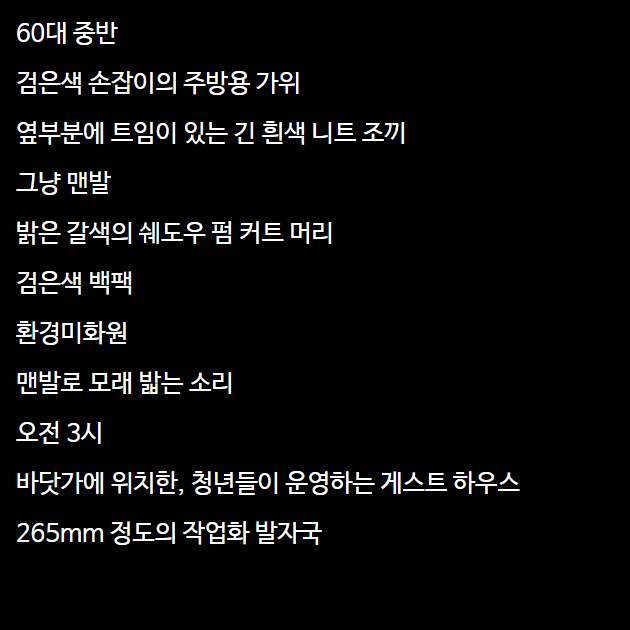 60대 중반
검은색 손잡이의 주방용 가위
옆부분에 트임이 있는 긴 흰색 니트 조끼
그냥 맨발
밝은 갈색의 쉐도우 펌 커트 머리
검은색 백팩
환경미화원
맨발로 모래 밟는 소리
오전 3시
바닷가에 위치한, 청년들이 운영하는 게스트 하우스
265mm 정도의 작업화 발자국